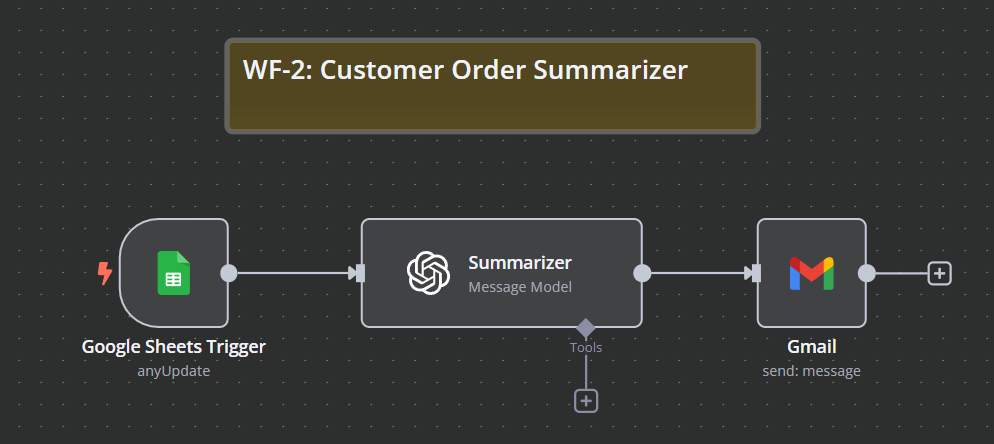 WF-2: Customer Order Summarizer
Summarizer
Message Model
Tools
Google Sheets Trigger
anyUpdate
Gmail
send: message